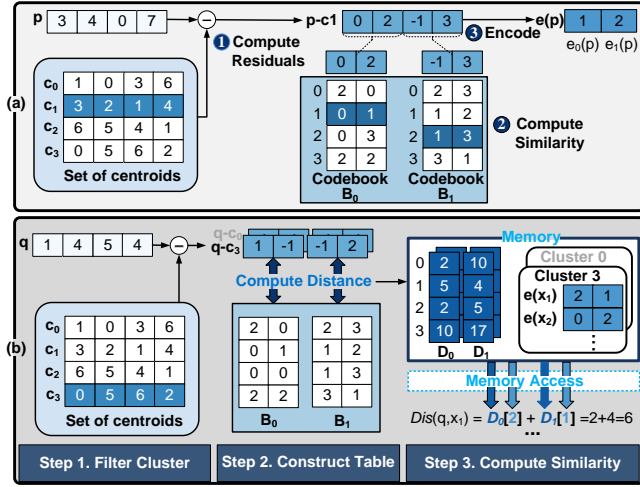 p 3 4 0 7 − p-c1 0 2 -1 3 ❸ Encode e(p) 1 2
e0(p) e1(p)
❶ Compute
Residuals
0 2 -1 3
(a)
c0 1 0 3 6
c1 3 2 1 4
c2 6 5 4 1
c3 0 5 6 2
Set of centroids
0 2 0 0 2 3
1 0 1 1 1 2
2 0 3 2 1 3
3 2 2 3 3 1
Codebook
B0
Codebook
B1
❷ Compute
Similarity
(b)
q 1 4 5 4 −
q-c0
q-c3 1 -1 -1 2
Compute Distance
c0 1 0 3 6
c1 3 2 1 4
c2 6 5 4 1
c3 0 5 6 2
Set of centroids
2 0 2 3
0 1 1 2
0 3 1 3
2 2 3 1
B0 B1
Memory
0 2 10
1 5 4
2 2 5
3 10 17
D0 D1
Cluster 0
Cluster 3
e(x1) 2 1
e(x2) 0 2
⋮
Memory Access
Dis(q,x1) = D0[2] + D1[1] =2+4=6
...
Step 1. Filter Cluster
Step 2. Construct Table
Step 3. Compute Similarity